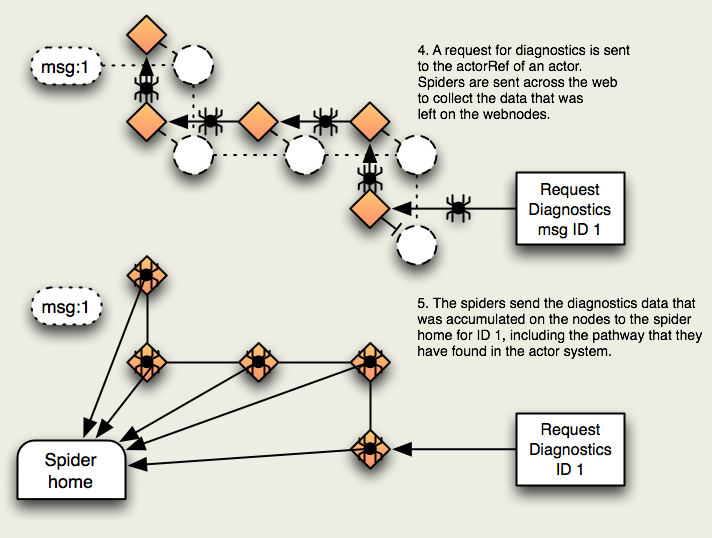 msg:1
4. A request for diagnostics is sent
to the actorRef of an actor.
Spiders are sent across the web
to collect the data that was
left on the webnodes.
Request
Diagnostics
msg ID 1
msg:1
5. The spiders send the diagnostics data that
was accumulated on the nodes to the spider
home for ID 1, including the pathway that they
have found in the actor system.
Request
Diagnostics
ID 1
Spider
home